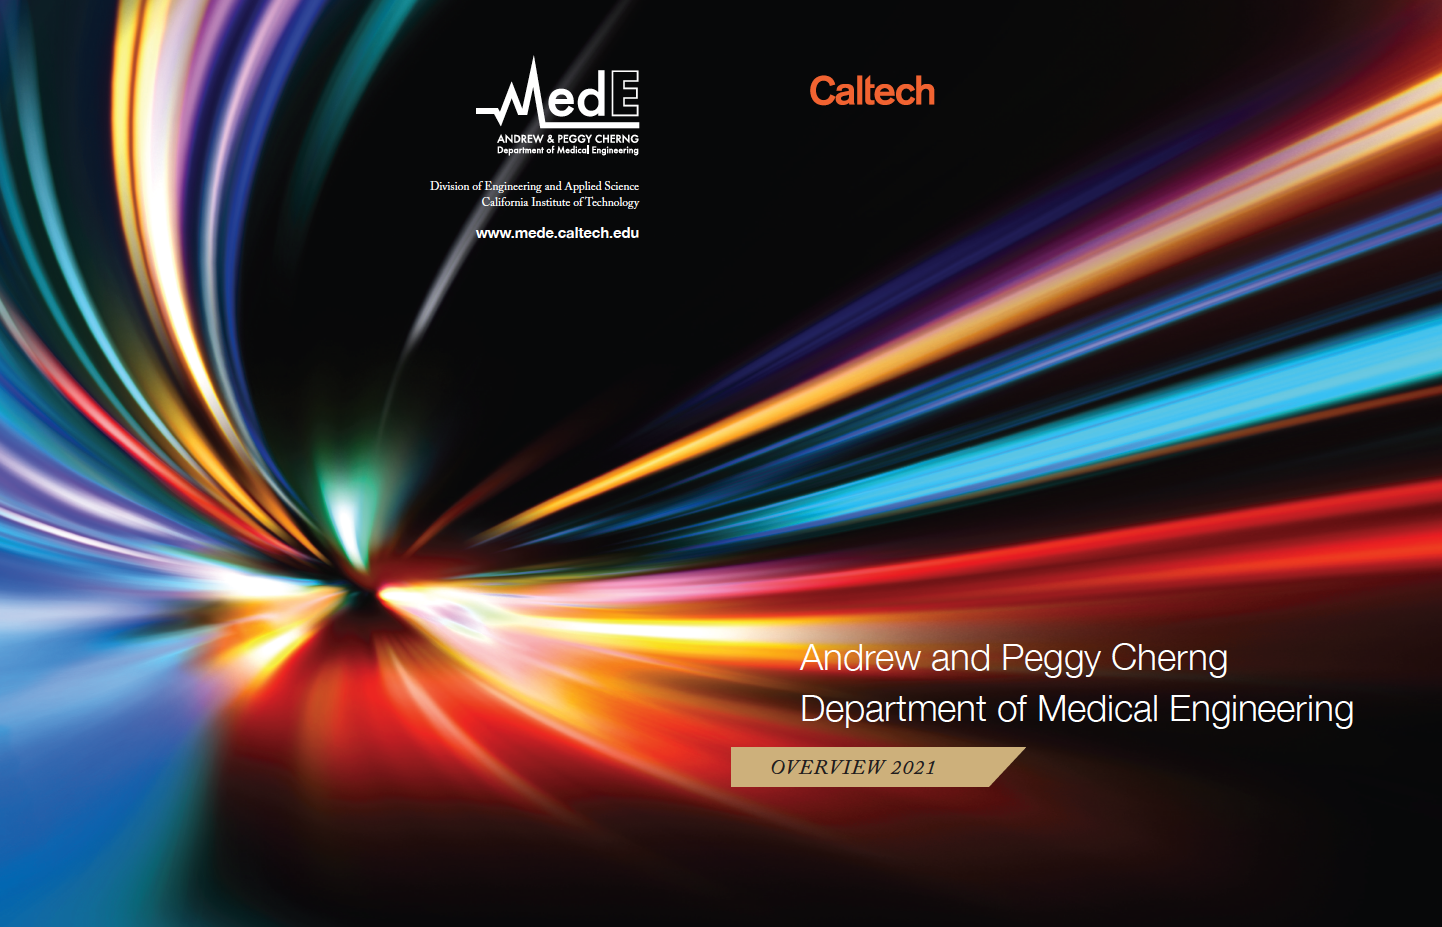 MedE
ANDREW & PEGGY CHERNG
Department of Medical Engineering
Division of Engineering and Applied Science
California Institute of Technology
www.mede.caltech.edu
Caltech
Andrew and Peggy Cherng
Department of Medical Engineering
OVERVIEW 2021